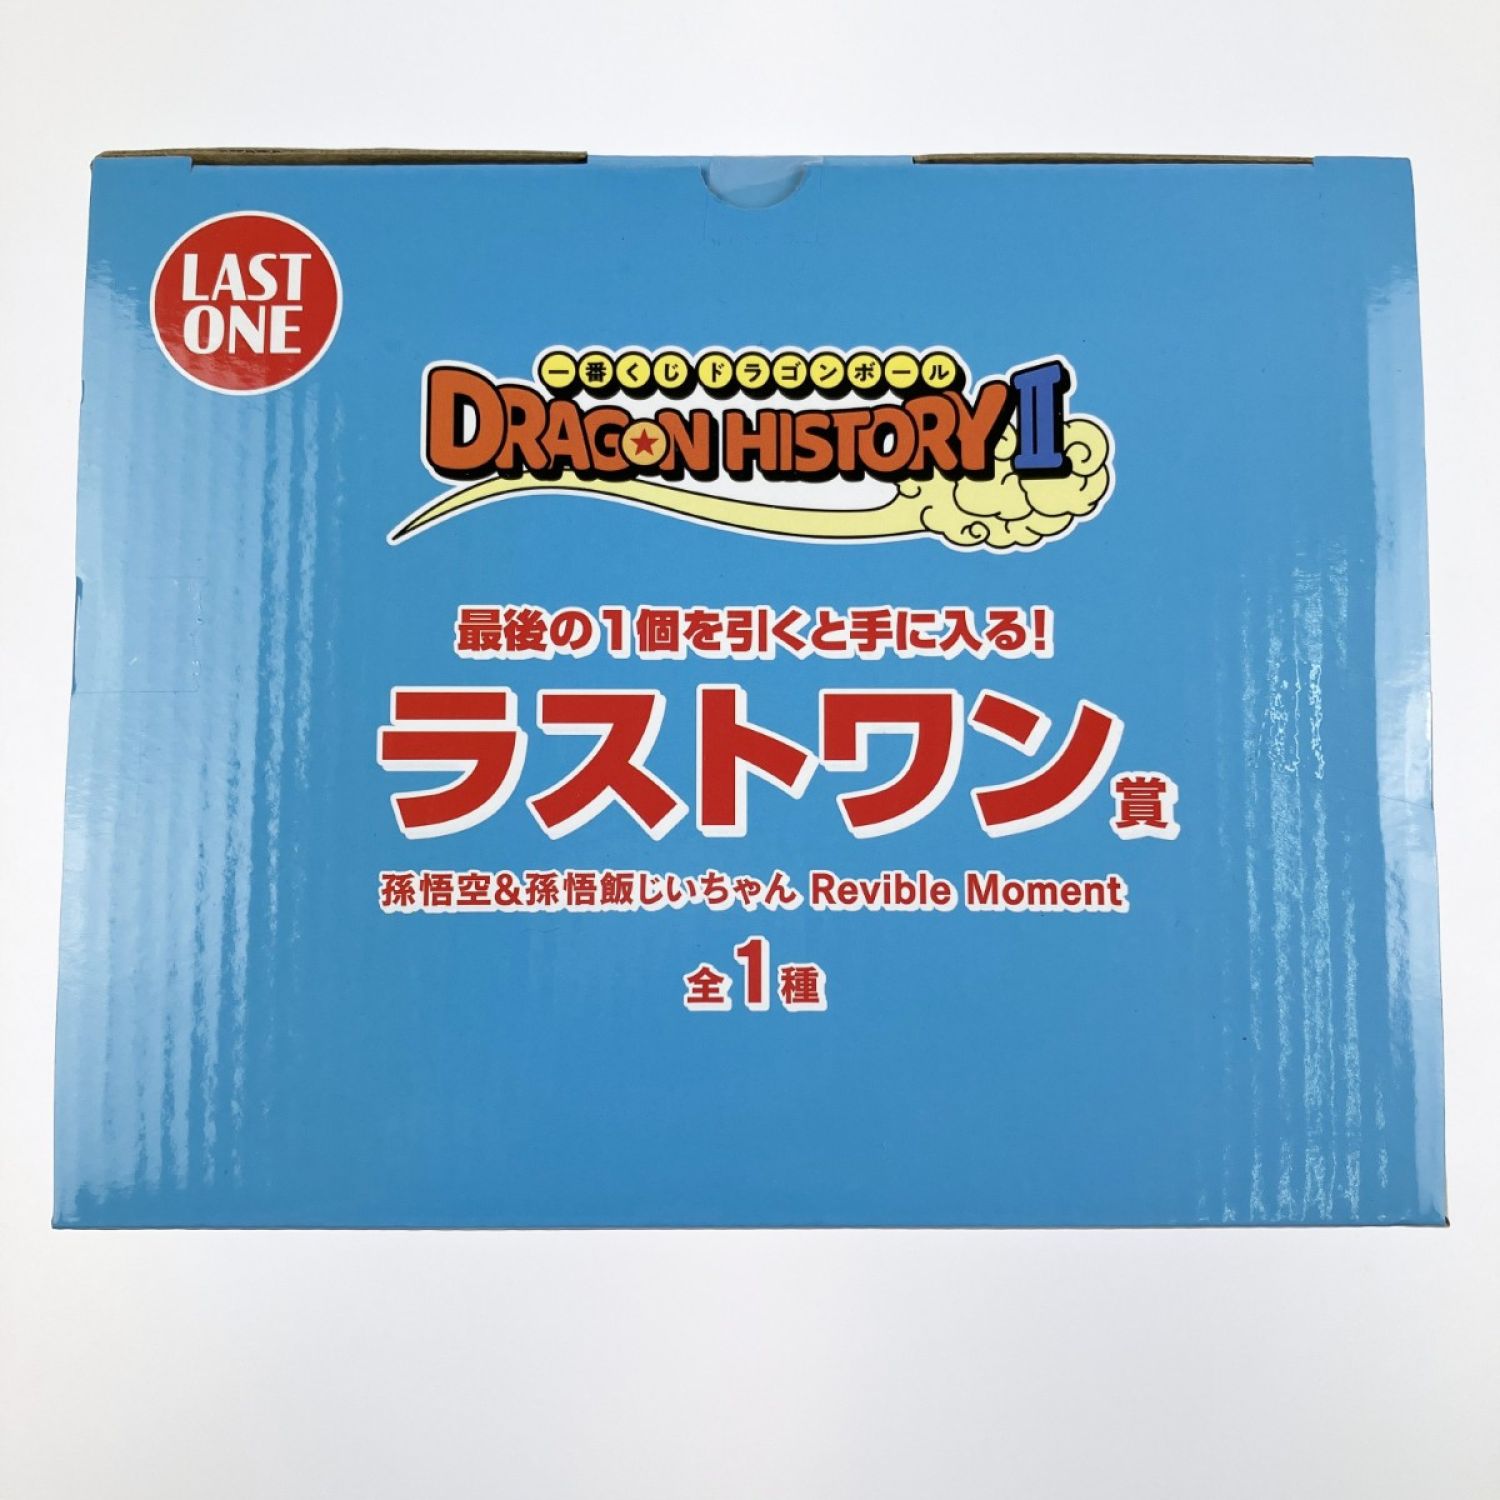 LAST
ONE
一番くじ ドラゴンボール
DRAGON HISTORY II
最後の1個を引くと手に入る!
ラストワン賞
孫悟空&孫悟飯じいちゃん Revible Moment
全1種